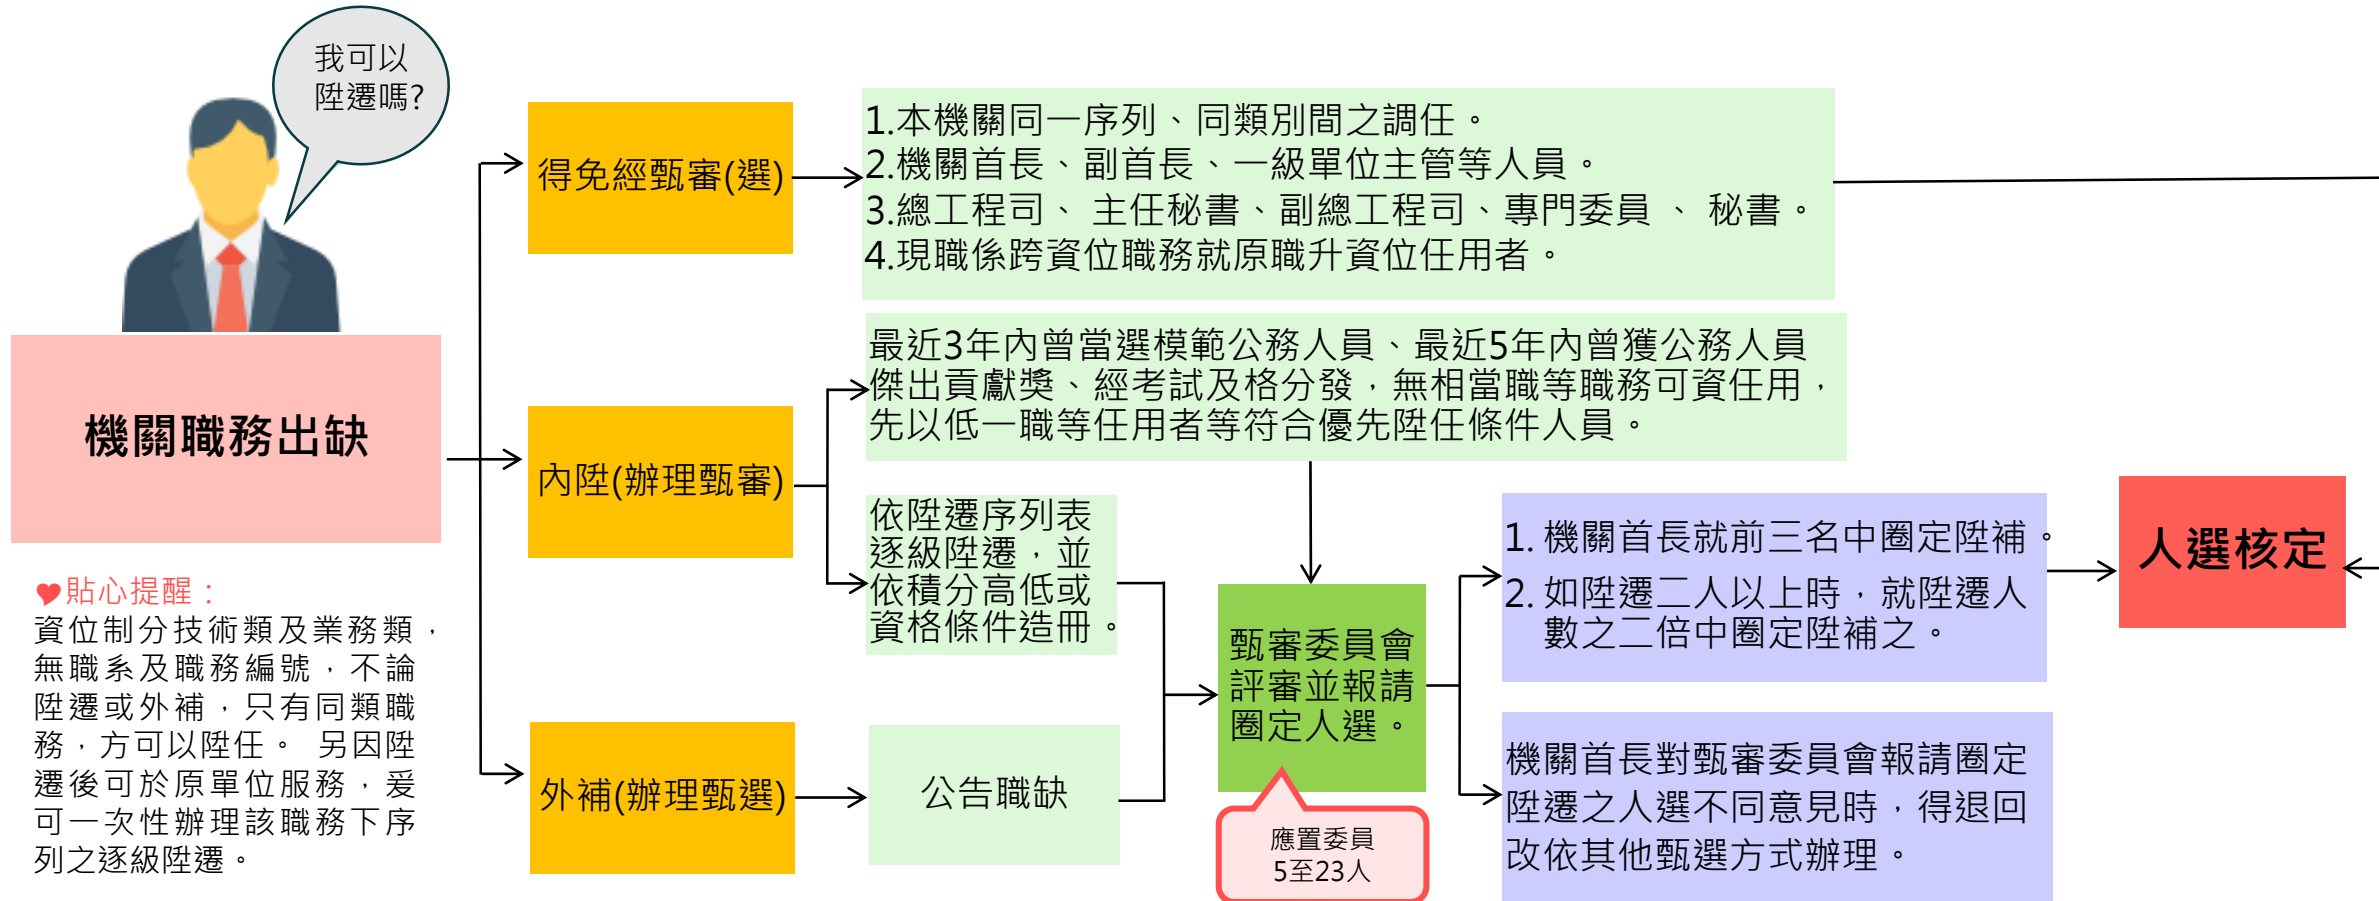 我可以
陞遷嗎?
機關職務出缺
♥貼心提醒：
資位制分技術類及業務類，
無職系及職務編號，不論
陞遷或外補，只有同類職
務，方可以陞任。 另因陞
遷後可於原單位服務，爰
可一次性辦理該職務下序
列之逐級陞遷。
得免經甄審(選)
1.本機關同一序列、同類別間之調任。
2.機關首長、副首長、一級單位主管等人員。
3.總工程司、 主任秘書、副總工程司、專門委員 、 秘書。
4.現職係跨資位職務就原職升資位任用者。
內陞(辦理甄審)
最近3年內曾當選模範公務人員、最近5年內曾獲公務人員
傑出貢獻獎、經考試及格分發，無相當職等職務可資任用，
先以低一職等任用者等符合優先陞任條件人員。
依陞遷序列表
逐級陞遷，並
依積分高低或
資格條件造冊。
外補(辦理甄選)
公告職缺
甄審委員會
評審並報請
圈定人選。
應置委員
5至23人
1. 機關首長就前三名中圈定陞補。
2. 如陞遷二人以上時，就陞遷人
數之二倍中圈定陞補之。
機關首長對甄審委員會報請圈定
陞遷之人選不同意見時，得退回
改依其他甄選方式辦理。
人選核定